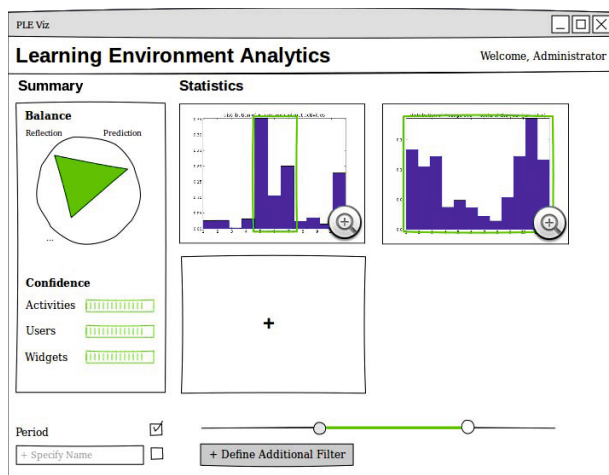 PLE Viz
Learning Environment Analytics
Welcome, Administrator
Summary
Statistics
Balance
Reflection
Prediction
...
Confidence
Activities
Users
Widgets
+
Period
+ Specify Name
+ Define Additional Filter